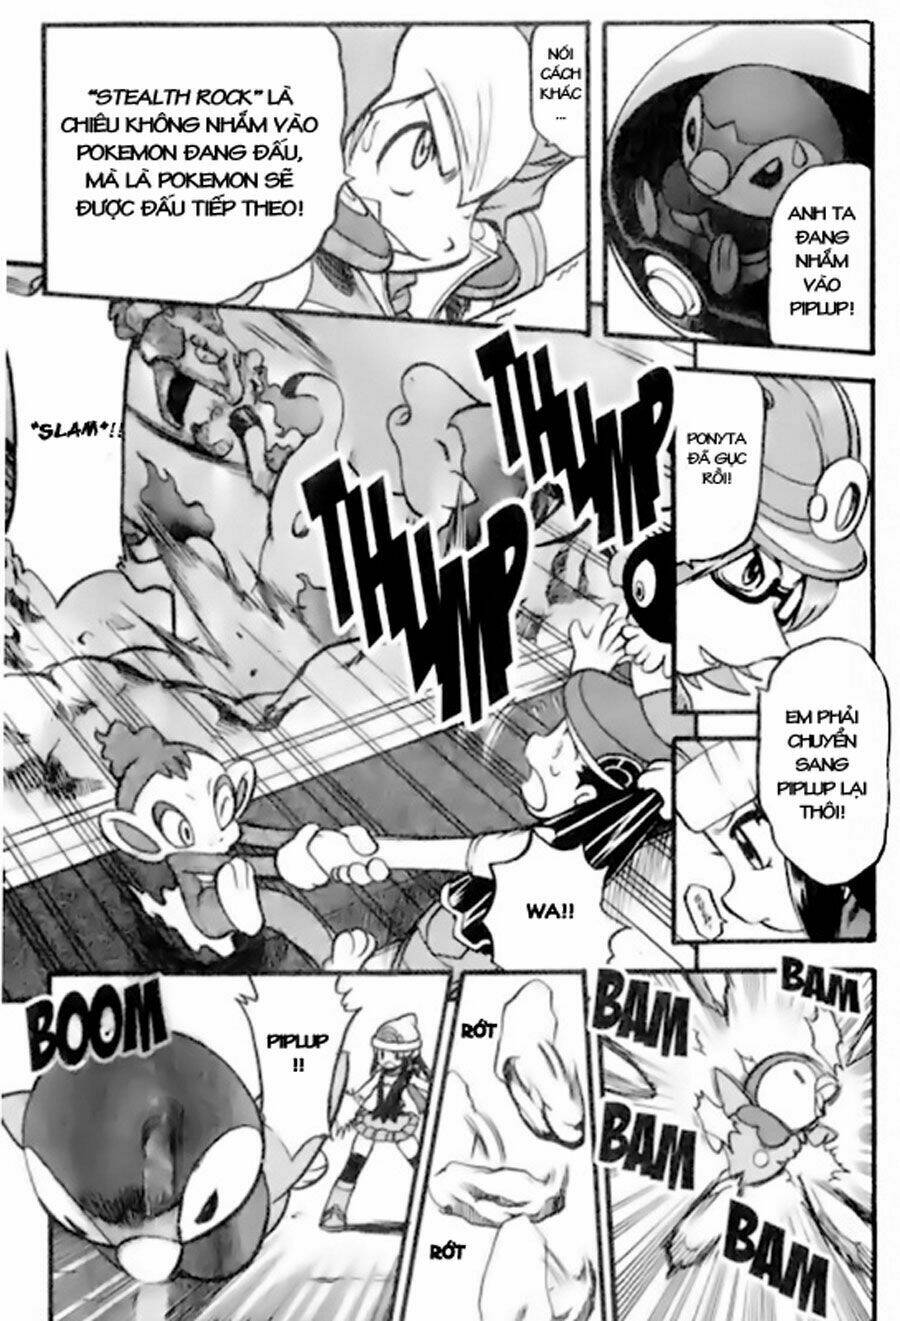 "STEALTH ROCK" LÀ
CHIÊU KHÔNG NHẮM VÀO
POKEMON ĐANG ĐẤU,
MÀ LÀ POKEMON SẼ
ĐƯỢC ĐẤU TIẾP THEO!
NÓI
CÁCH
KHÁC
...
ANH TA
ĐANG
NHẮM
VÀO
PIPLUP!
*SLAM*!!
THUMP
THUMP
PONYTA
ĐÃ GỤC
RỒI!
EM PHẢI
CHUYỂN
SANG
PIPLUP LẠI
THÔI!
WA!!
BOOM
PIPLUP
!!
RỚT
RỚT
BAM
BAM
BAM
BAM